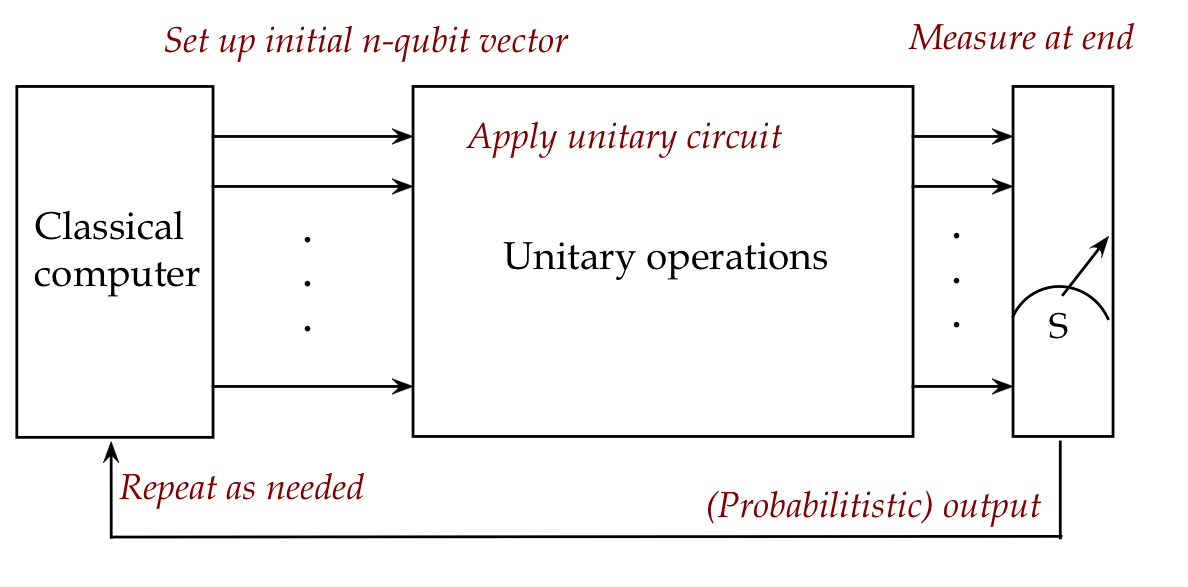 Set up initial n-qubit vector
Measure at end
Apply unitary circuit
Classical
computer
Unitary operations
S
Repeat as needed
(Probabilitistic) output